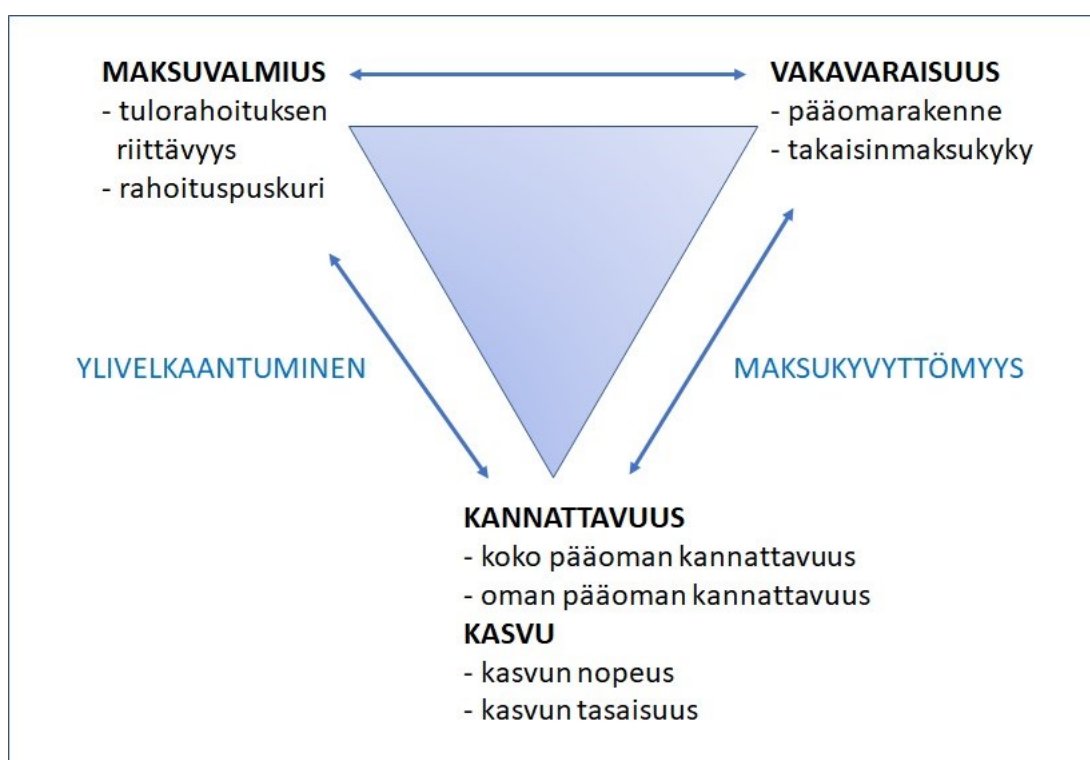 MAKSUVALMIUS
- tulorahoituksen
riittävyys
- rahoituspuskuri
VAKAVARAISUUS
- pääomarakenne
- takaisinmaksukyky
YLIVELKAANTUMINEN
MAKSUKYVYTTÖMYYS
KANNATTAVUUS
- koko pääoman kannattavuus
- oman pääoman kannattavuus
KASVU
- kasvun nopeus
- kasvun tasaisuus